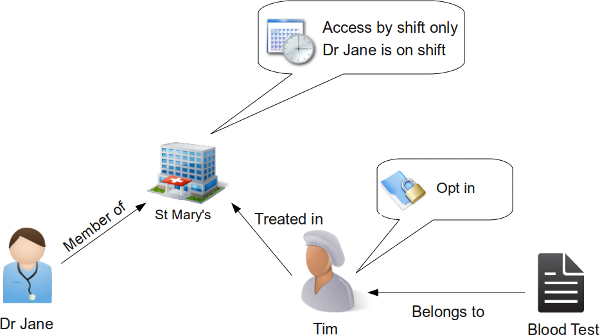 Access by shift only
Dr Jane is on shift
Member of
St Mary's
Treated in
Opt in
Dr Jane
Tim
Belongs to
Blood Test